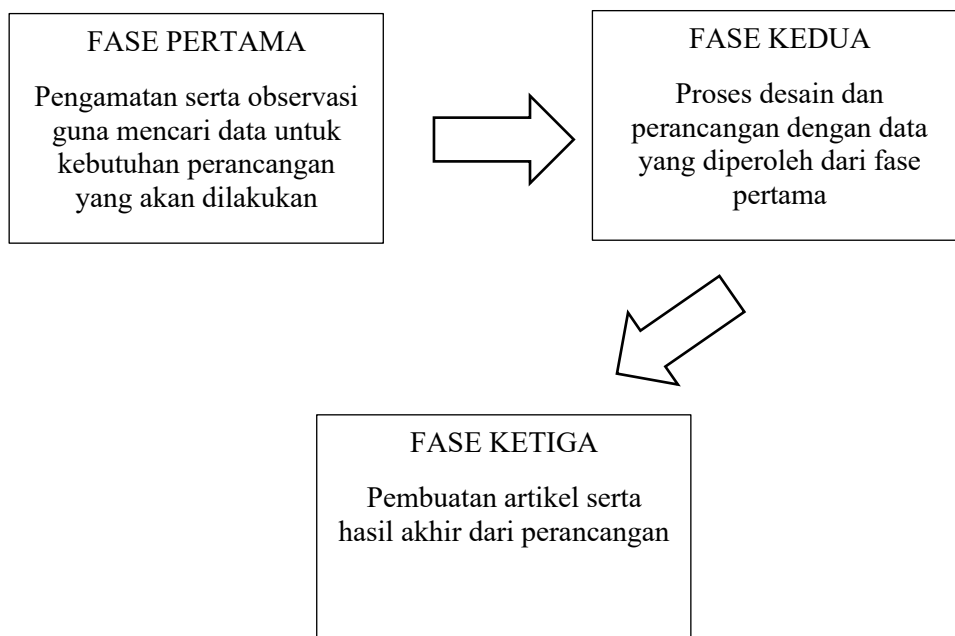 FASE PERTAMA
Pengamatan serta observasi
guna mencari data untuk
kebutuhan perancangan
yang akan dilakukan
FASE KEDUA
Proses desain dan
perancangan dengan data
yang diperoleh dari fase
pertama
FASE KETIGA
Pembuatan artikel serta
hasil akhir dari perancangan